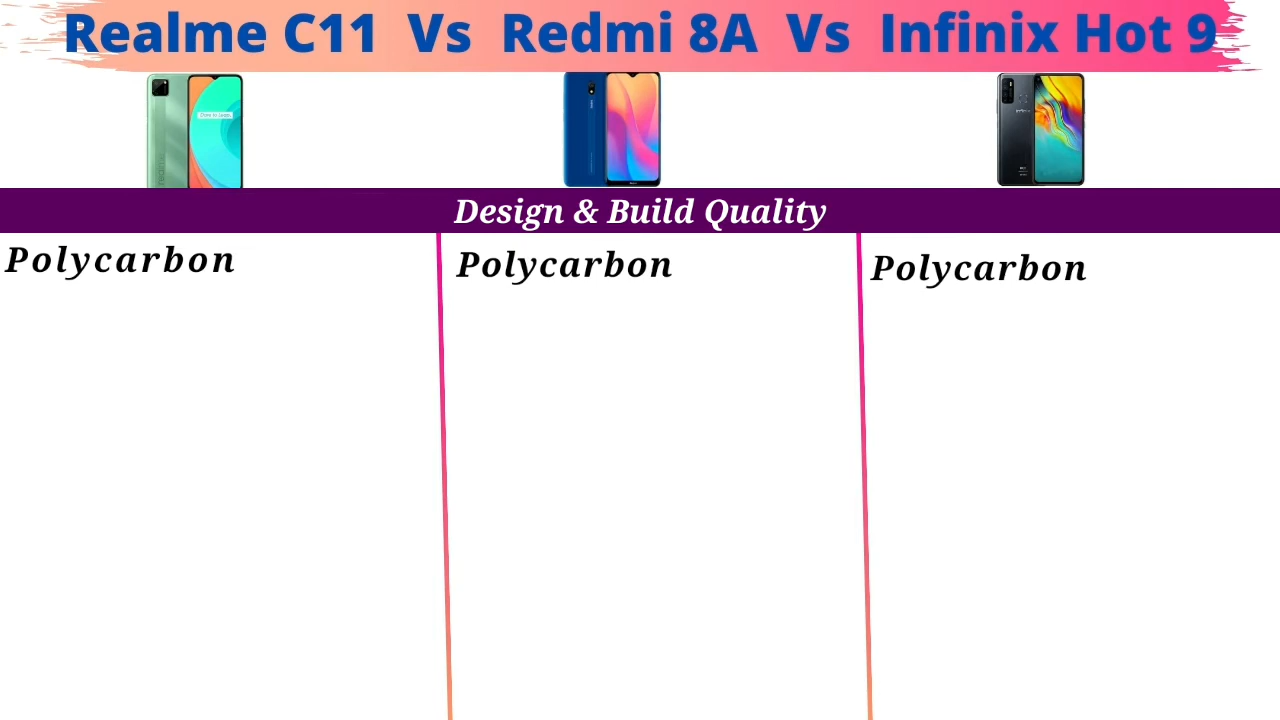 Realme C11 Vs Redmi 8A Vs Infinix Hot 9
Design & Build Quality
Polycarbon
Polycarbon
Polycarbon